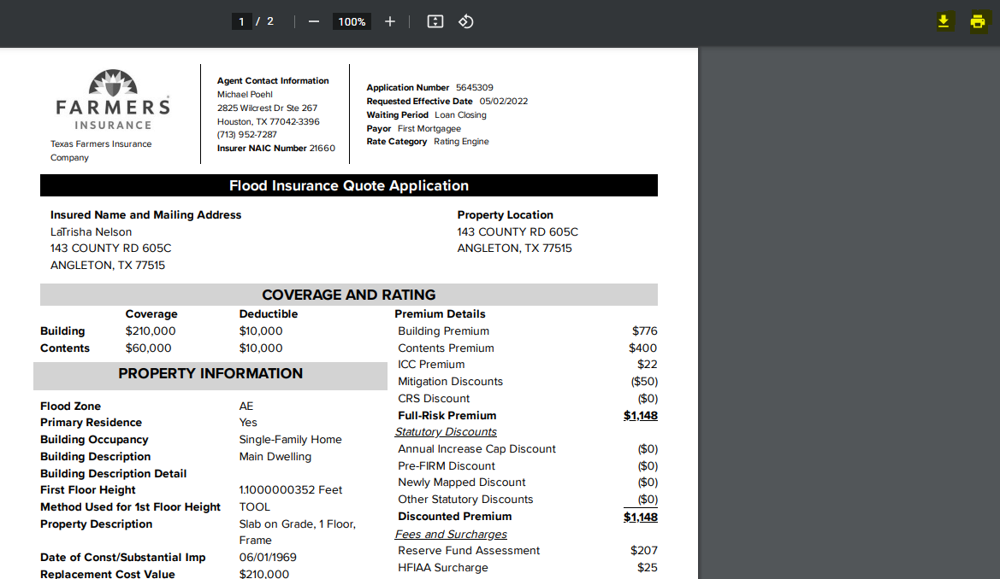 1 / 2 100%
FARMERS
INSURANCE
Texas Farmers Insurance
Company
Agent Contact Information
Michael Poehl
2825 Wilcrest Dr Ste 267
Houston, TX 77042-3396
(713) 952-7287
Insurer NAIC Number 21660
Application Number 5645309
Requested Effective Date 05/02/2022
Waiting Period Loan Closing
Payor First Mortgagee
Rate Category Rating Engine
Flood Insurance Quote Application
Insured Name and Mailing Address
LaTrisha Nelson
143 COUNTY RD 605C
ANGLETON, TX 77515
Property Location
143 COUNTY RD 605C
ANGLETON, TX 77515
COVERAGE AND RATING
Coverage Deductible
Building $210,000 $10,000
Contents $60,000 $10,000
PROPERTY INFORMATION
Flood Zone AE
Primary Residence Yes
Building Occupancy Single-Family Home
Building Description Main Dwelling
Building Description Detail
First Floor Height 1.1000000352 Feet
Method Used for 1st Floor Height TOOL
Property Description Slab on Grade, 1 Floor,
Frame
Date of Const/Substantial Imp 06/01/1969
Replacement Cost Value $210,000
Premium Details
Building Premium $776
Contents Premium $400
ICC Premium $22
Mitigation Discounts ($50)
CRS Discount ($0)
Full-Risk Premium $1,148
Statutory Discounts
Annual Increase Cap Discount ($0)
Pre-FIRM Discount ($0)
Newly Mapped Discount ($0)
Other Statutory Discounts ($0)
Discounted Premium $1,148
Fees and Surcharges
Reserve Fund Assessment $207
HFIAA Surcharge $25